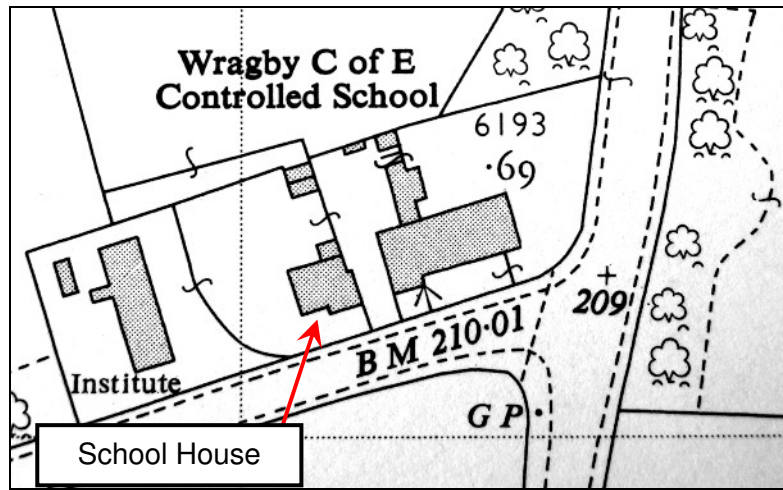 Wragby C of E
Controlled School
6193
·69
209
B M 210·01
Institute
G P
School House